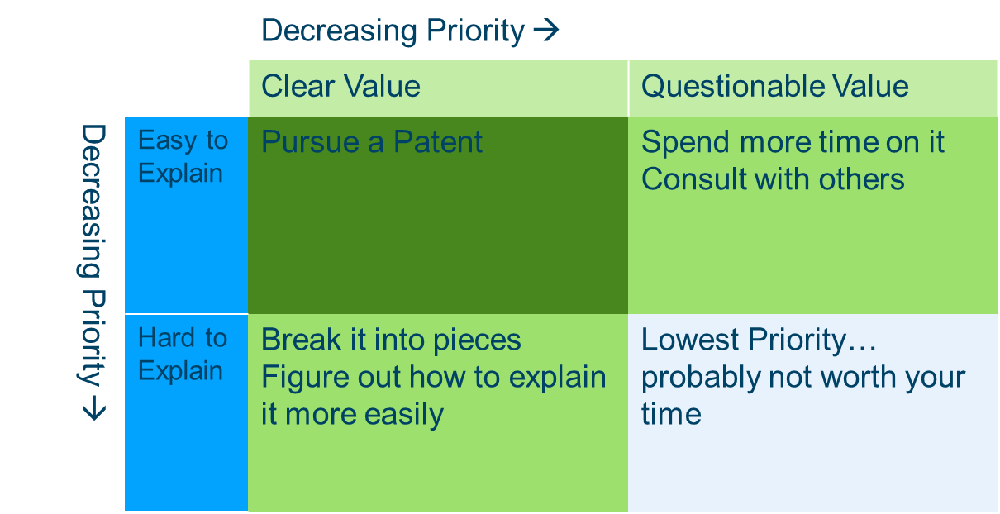 Decreasing Priority →
Clear Value
Questionable Value
Decreasing Priority →
Easy to
Explain
Pursue a Patent
Spend more time on it
Consult with others
Hard to
Explain
Break it into pieces
Figure out how to explain
it more easily
Lowest Priority…
probably not worth your
time